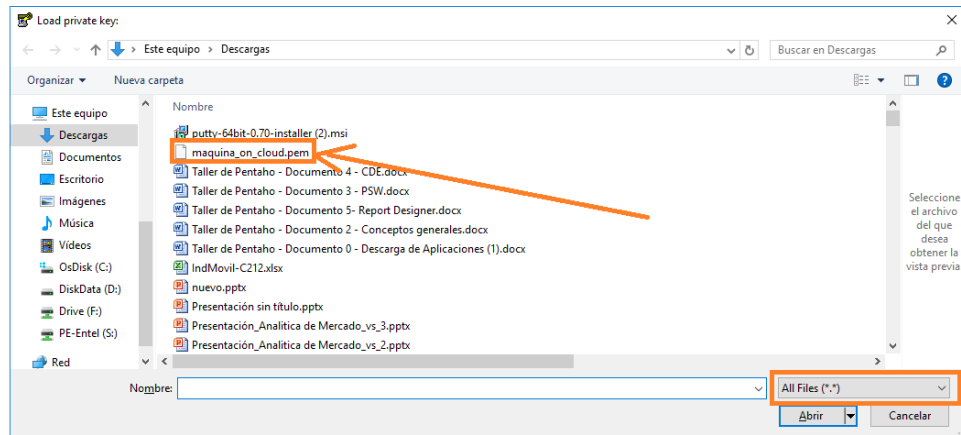 Load private key:
Este equipo > Descargas
Buscar en Descargas
Organizar
Nueva carpeta
Este equipo
Descargas
Documentos
Escritorio
Imágenes
Música
Vídeos
OsDisk (C:)
DiskData (D:)
Drive (F:)
PE-Entel (S:)
Red
Nombre
putty-64bit-0.70-installer (2).msi
maquina_on_cloud.pem
Taller de Pentaho - Documento 4 - CDE.docx
Taller de Pentaho - Documento 3 - PSW.docx
Taller de Pentaho - Documento 5- Report Designer.docx
Taller de Pentaho - Documento 2 - Conceptos generales.docx
Taller de Pentaho - Documento 0 - Descarga de Aplicaciones (1).docx
IndMovil-C212.xlsx
nuevo.pptx
Presentación sin título.pptx
Presentación_Analitica de Mercado_vs_3.pptx
Presentación_Analitica de Mercado_vs_2.pptx
Seleccione
el archivo
del que
desea
obtener la
vista previa
Nombre:
All Files (*.*)
Abrir
Cancelar